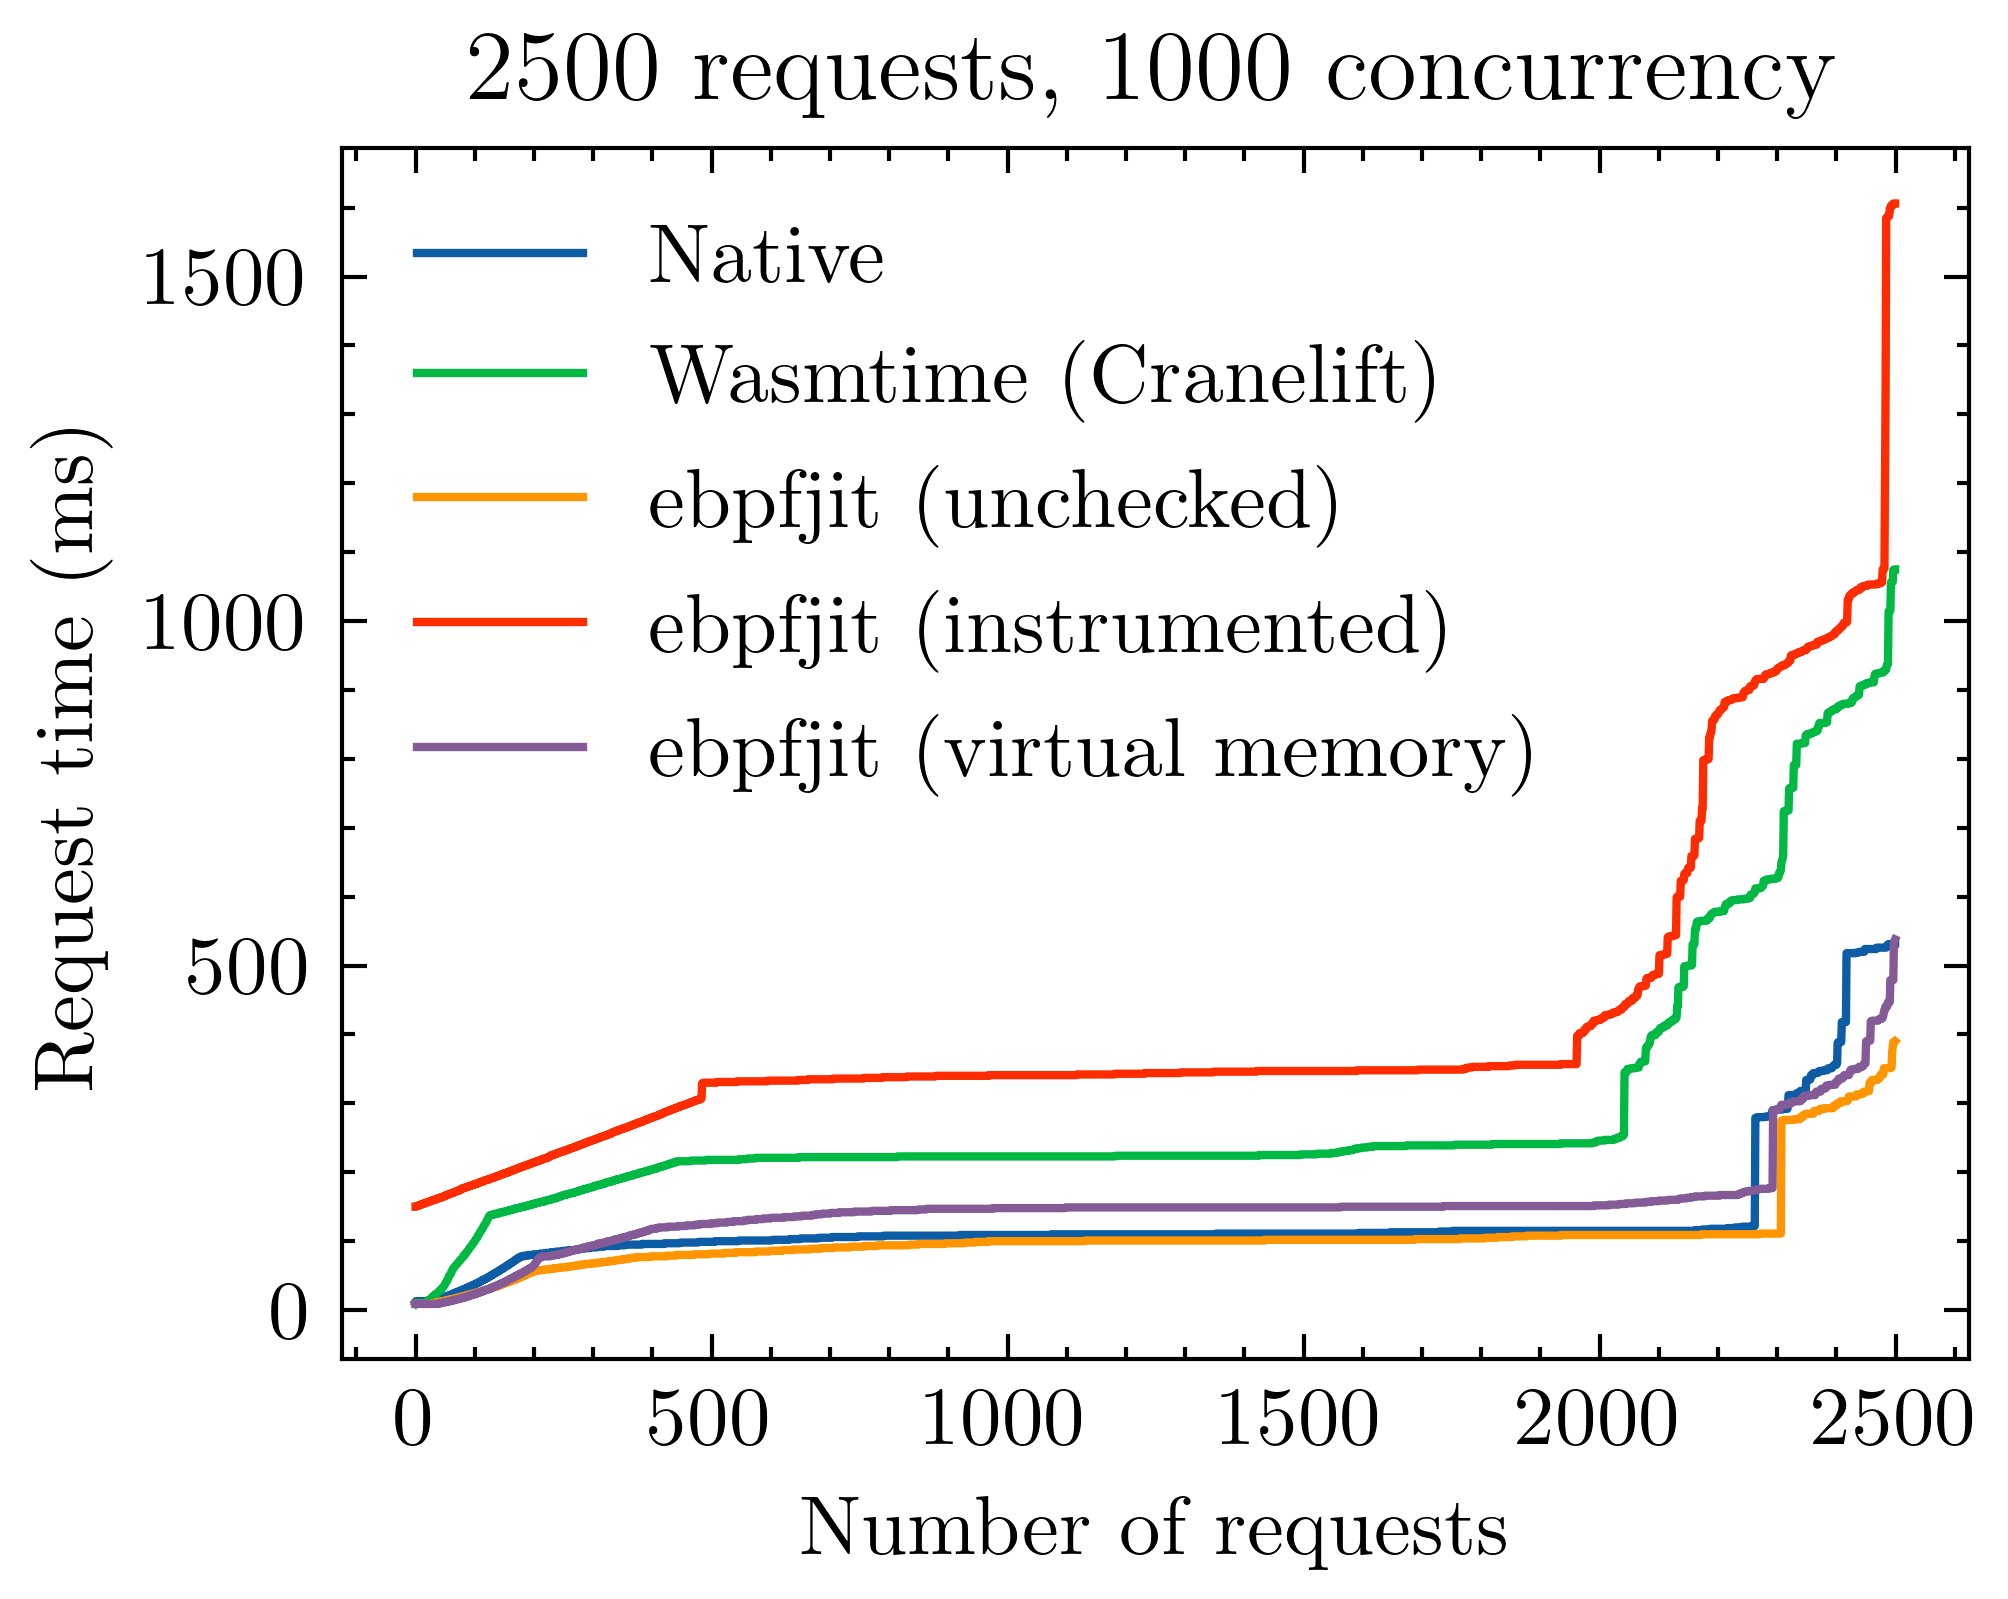 2500 requests, 1000 concurrency
Request time (ms)
1500
1000
500
0
Native
Wasmtime (Cranelift)
ebpfjit (unchecked)
ebpfjit (instrumented)
ebpfjit (virtual memory)
0 500 1000 1500 2000 2500
Number of requests